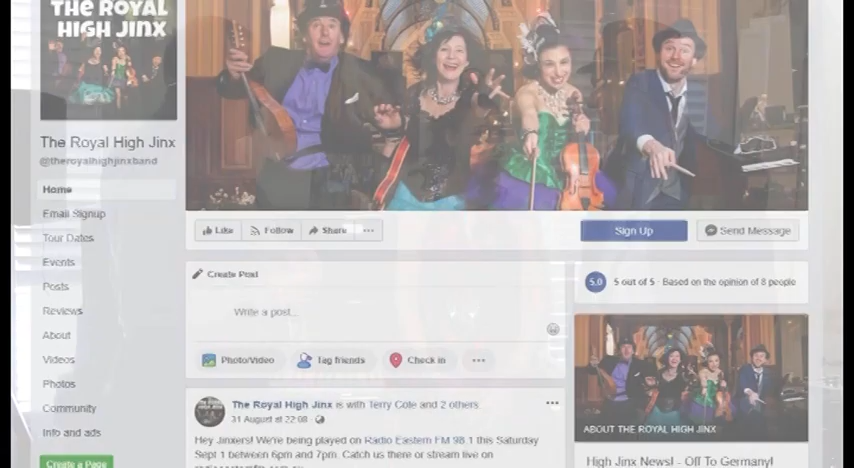 THE ROYAL
HIGH JINX
The Royal High Jinx
@theroyalhighjinxband
Home
Email Signup
Tour Dates
Events
Posts
Reviews
About
Videos
Photos
Community
Info and ads
Create a Page
Like
Follow
Share
Sign Up
Send Message
Create Post
Write a post...
Photo/Video
Tag friends
Check in
5.0
5 out of 5 · Based on the opinion of 8 people
The Royal High Jinx is with Terry Cole and 2 others
31 August at 22:08 ·
Hey Jinxers! We're being played on Radio Eastern FM 98.1 this Saturday
Sept 1 between 6pm and 7pm. Catch us there or stream live on
ABOUT THE ROYAL HIGH JINX
High Jinx News! - Off To Germany!